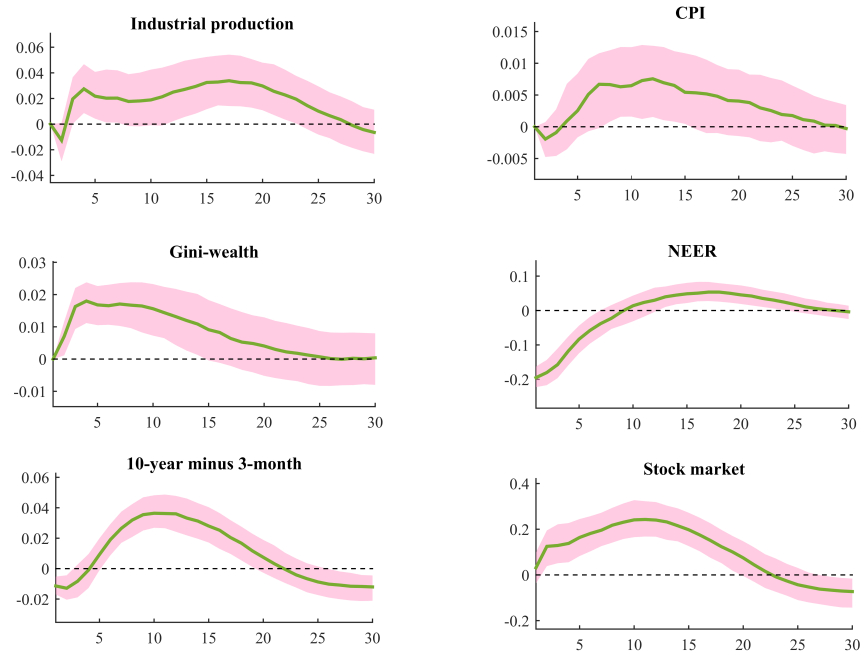 Industrial production
0.06
0.04
0.02
0
-0.02
-0.04
5 10 15 20 25 30
CPI
0.015
0.01
0.005
0
-0.005
5 10 15 20 25 30
Gini-wealth
0.03
0.02
0.01
0
-0.01
5 10 15 20 25 30
NEER
0.1
0
-0.1
-0.2
5 10 15 20 25 30
10-year minus 3-month
0.06
0.04
0.02
0
-0.02
5 10 15 20 25 30
Stock market
0.4
0.2
0
-0.2
5 10 15 20 25 30